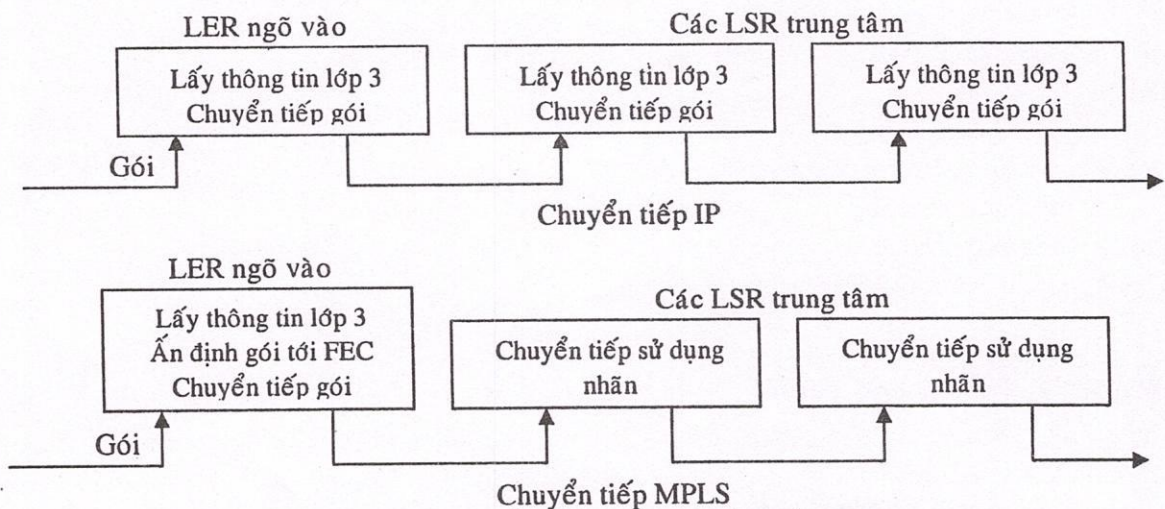 LER ngõ vào
Các LSR trung tâm
Lấy thông tin lớp 3
Chuyển tiếp gói
Lấy thông tin lớp 3
Chuyển tiếp gói
Lấy thông tin lớp 3
Chuyển tiếp gói
Gói
Chuyển tiếp IP
LER ngõ vào
Các LSR trung tâm
Lấy thông tin lớp 3
Ấn định gói tới FEC
Chuyển tiếp gói
Chuyển tiếp sử dụng
nhãn
Chuyển tiếp sử dụng
nhãn
Gói
Chuyển tiếp MPLS